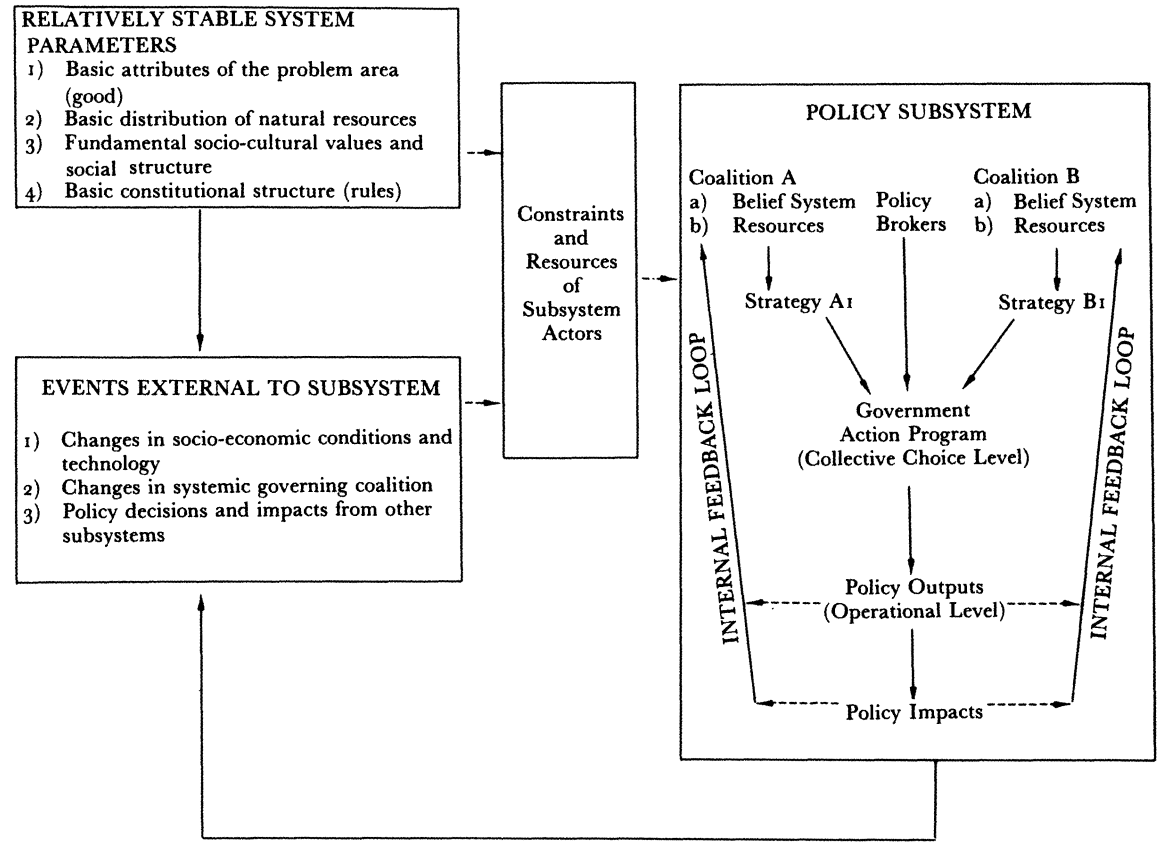 RELATIVELY STABLE SYSTEM
PARAMETERS
1) Basic attributes of the problem area
(good)
2) Basic distribution of natural resources
3) Fundamental socio-cultural values and
social structure
4) Basic constitutional structure (rules)
EVENTS EXTERNAL TO SUBSYSTEM
1) Changes in socio-economic conditions and
technology
2) Changes in systemic governing coalition
3) Policy decisions and impacts from other
subsystems
Constraints
and
Resources
of
Subsystem
Actors
POLICY SUBSYSTEM
Coalition A
a) Belief System
b) Resources
Policy
Brokers
Coalition B
a) Belief System
b) Resources
Strategy A1
Strategy B1
Government
Action Program
(Collective Choice Level)
Policy Outputs
(Operational Level)
Policy Impacts
INTERNAL FEEDBACK LOOP
INTERNAL FEEDBACK LOOP